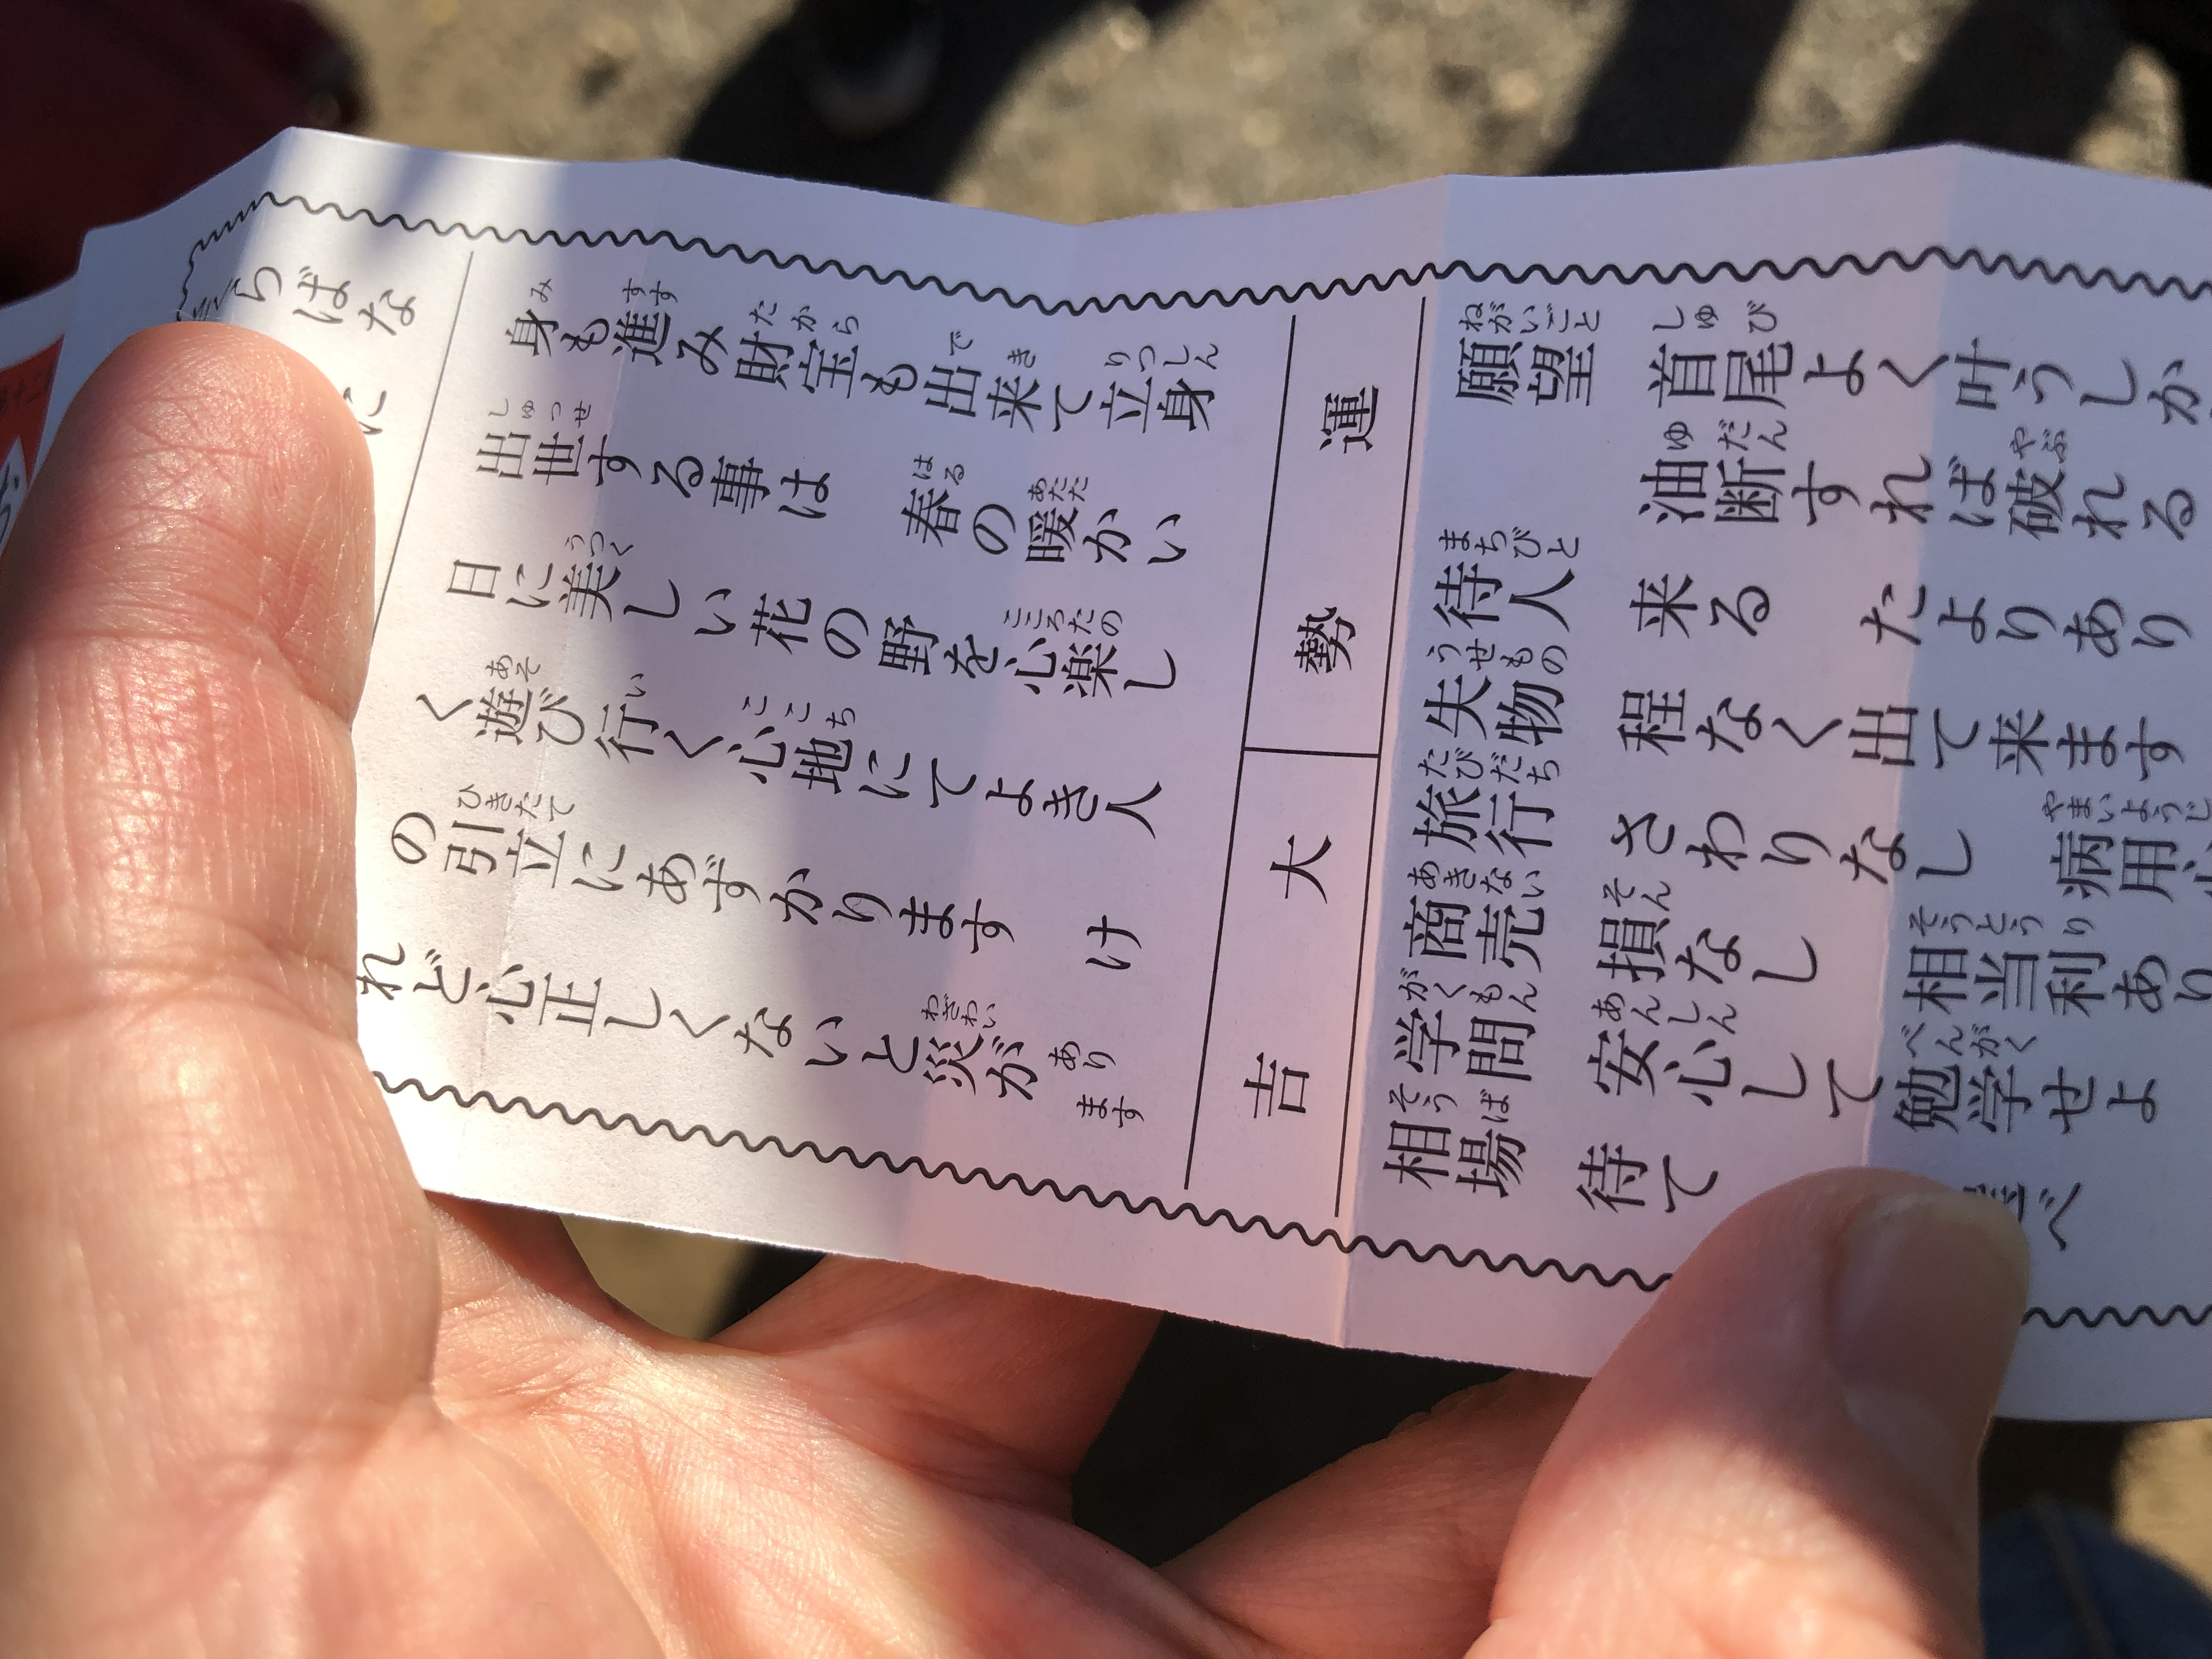 らばな
身も進み財宝も出来て立身
出世する事は　春の暖かい
日に美しい花の野を心楽し
く遊び行く心地にてよき人
の引立にあずかります　け
れど心正しくないと災があります
運勢 大吉
願望 首尾よく叶うしか
油断すれば破れる
待人 来る たよりあり
失物 程なく出て来ます
旅行 さわりなし
病用
商売 損なし 相当利あり
学問 安心して勉学せよ
相場 待て
べ